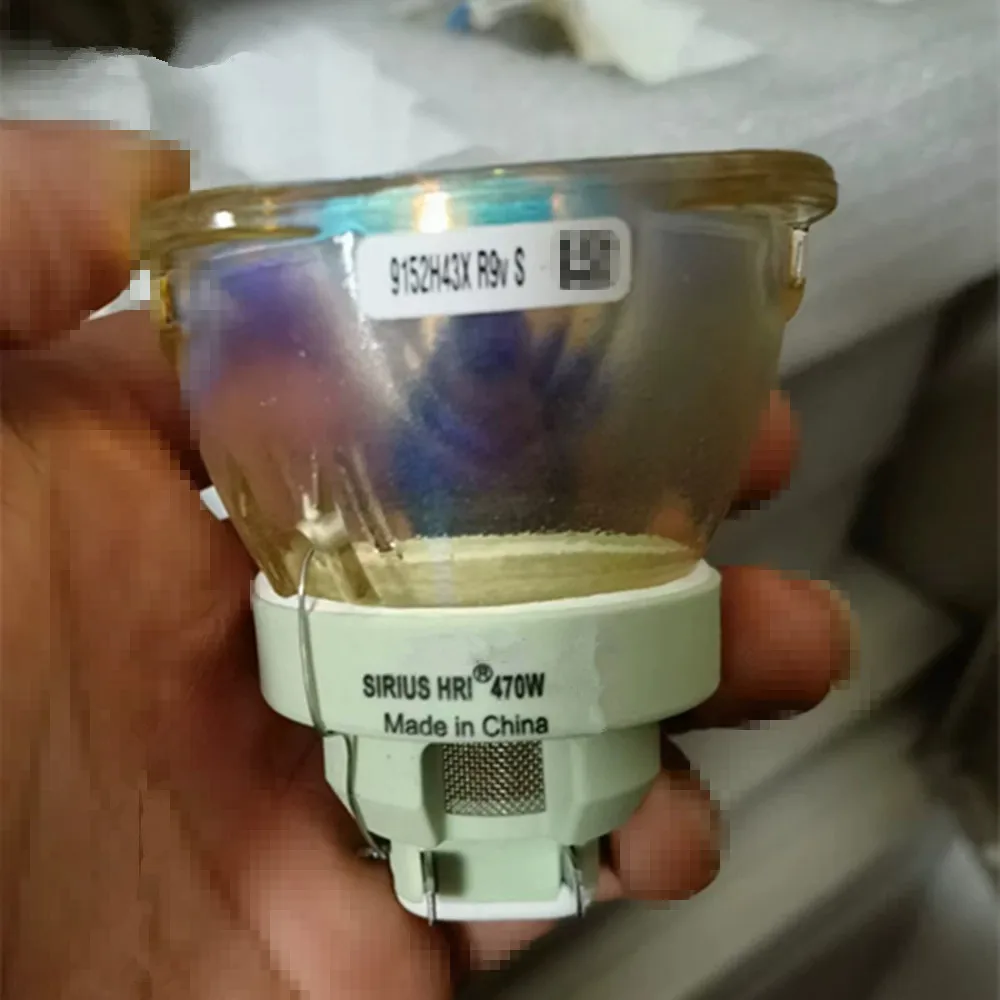 9152H43X R9v S
SIRIUS HRI® 470W
Made in China